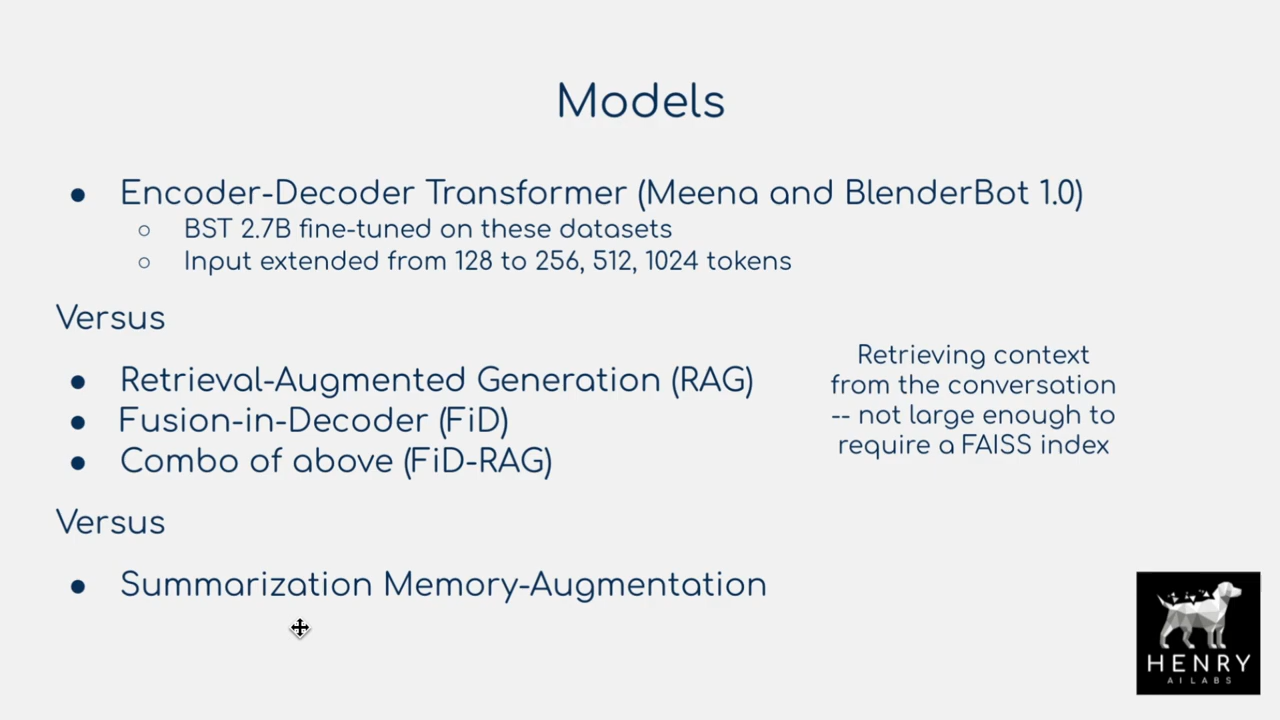 Models
● Encoder-Decoder Transformer (Meena and BlenderBot 1.0)
○ BST 2.7B fine-tuned on these datasets
○ Input extended from 128 to 256, 512, 1024 tokens
Versus
● Retrieval-Augmented Generation (RAG)
● Fusion-in-Decoder (FiD)
● Combo of above (FiD-RAG)
Retrieving context
from the conversation
-- not large enough to
require a FAISS index
Versus
● Summarization Memory-Augmentation
HENRY
AI LABS